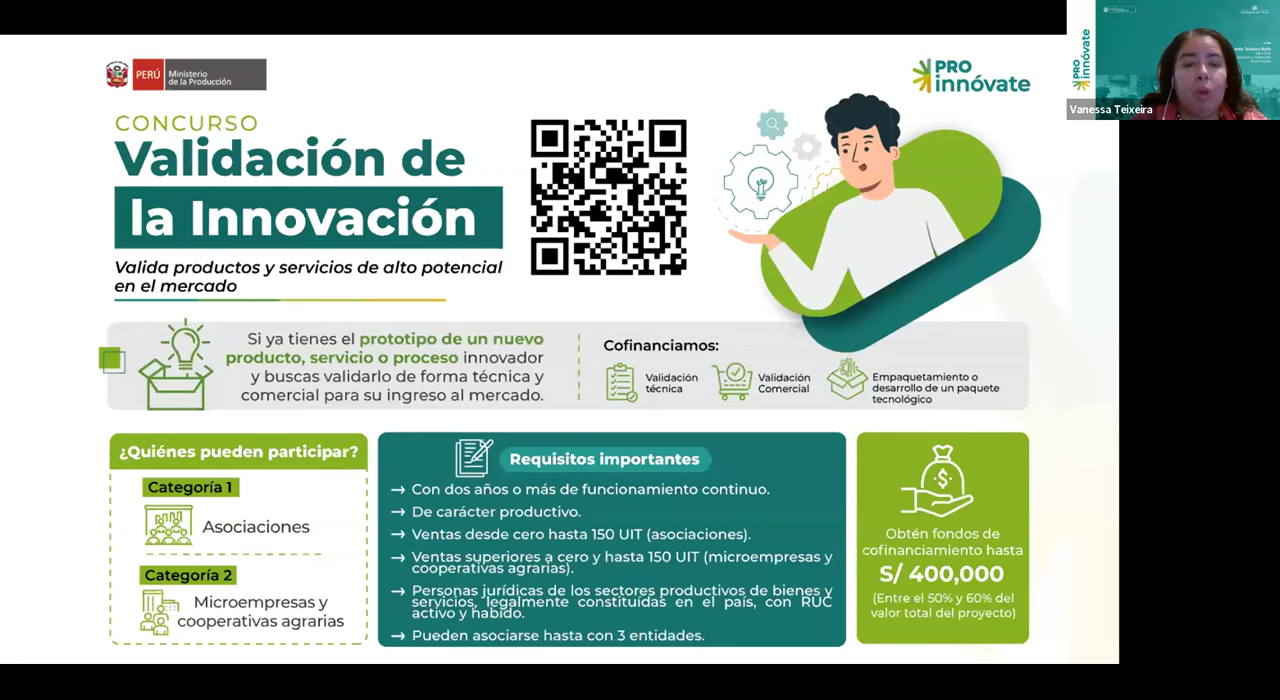 PERÚ
Ministerio
de la Producción
PRO
innóvate
CONCURSO
Validación de
la Innovación
Valida productos y servicios de alto potencial
en el mercado
Si ya tienes el prototipo de un nuevo
producto, servicio o proceso innovador
y buscas validarlo de forma técnica y
comercial para su ingreso al mercado.
Cofinanciamos:
Validación
técnica
Validación
Comercial
Empaquetamiento o
desarrollo de un paquete
tecnológico
¿Quiénes pueden participar?
Categoría 1
Asociaciones
Categoría 2
Microempresas y
cooperativas agrarias
Requisitos importantes
→ Con dos años o más de funcionamiento continuo.
→ De carácter productivo.
→ Ventas desde cero hasta 150 UIT (asociaciones).
→ Ventas superiores a cero y hasta 150 UIT (microempresas y
cooperativas agrarias).
→ Personas jurídicas de los sectores productivos de bienes y
servicios, legalmente constituidas en el país, con RUC
activo y habido.
→ Pueden asociarse hasta con 3 entidades.
Obtén fondos de
cofinanciamiento hasta
S/ 400,000
(Entre el 50% y 60% del
valor total del proyecto)
PRO
innóvate
Vanessa Teixeira